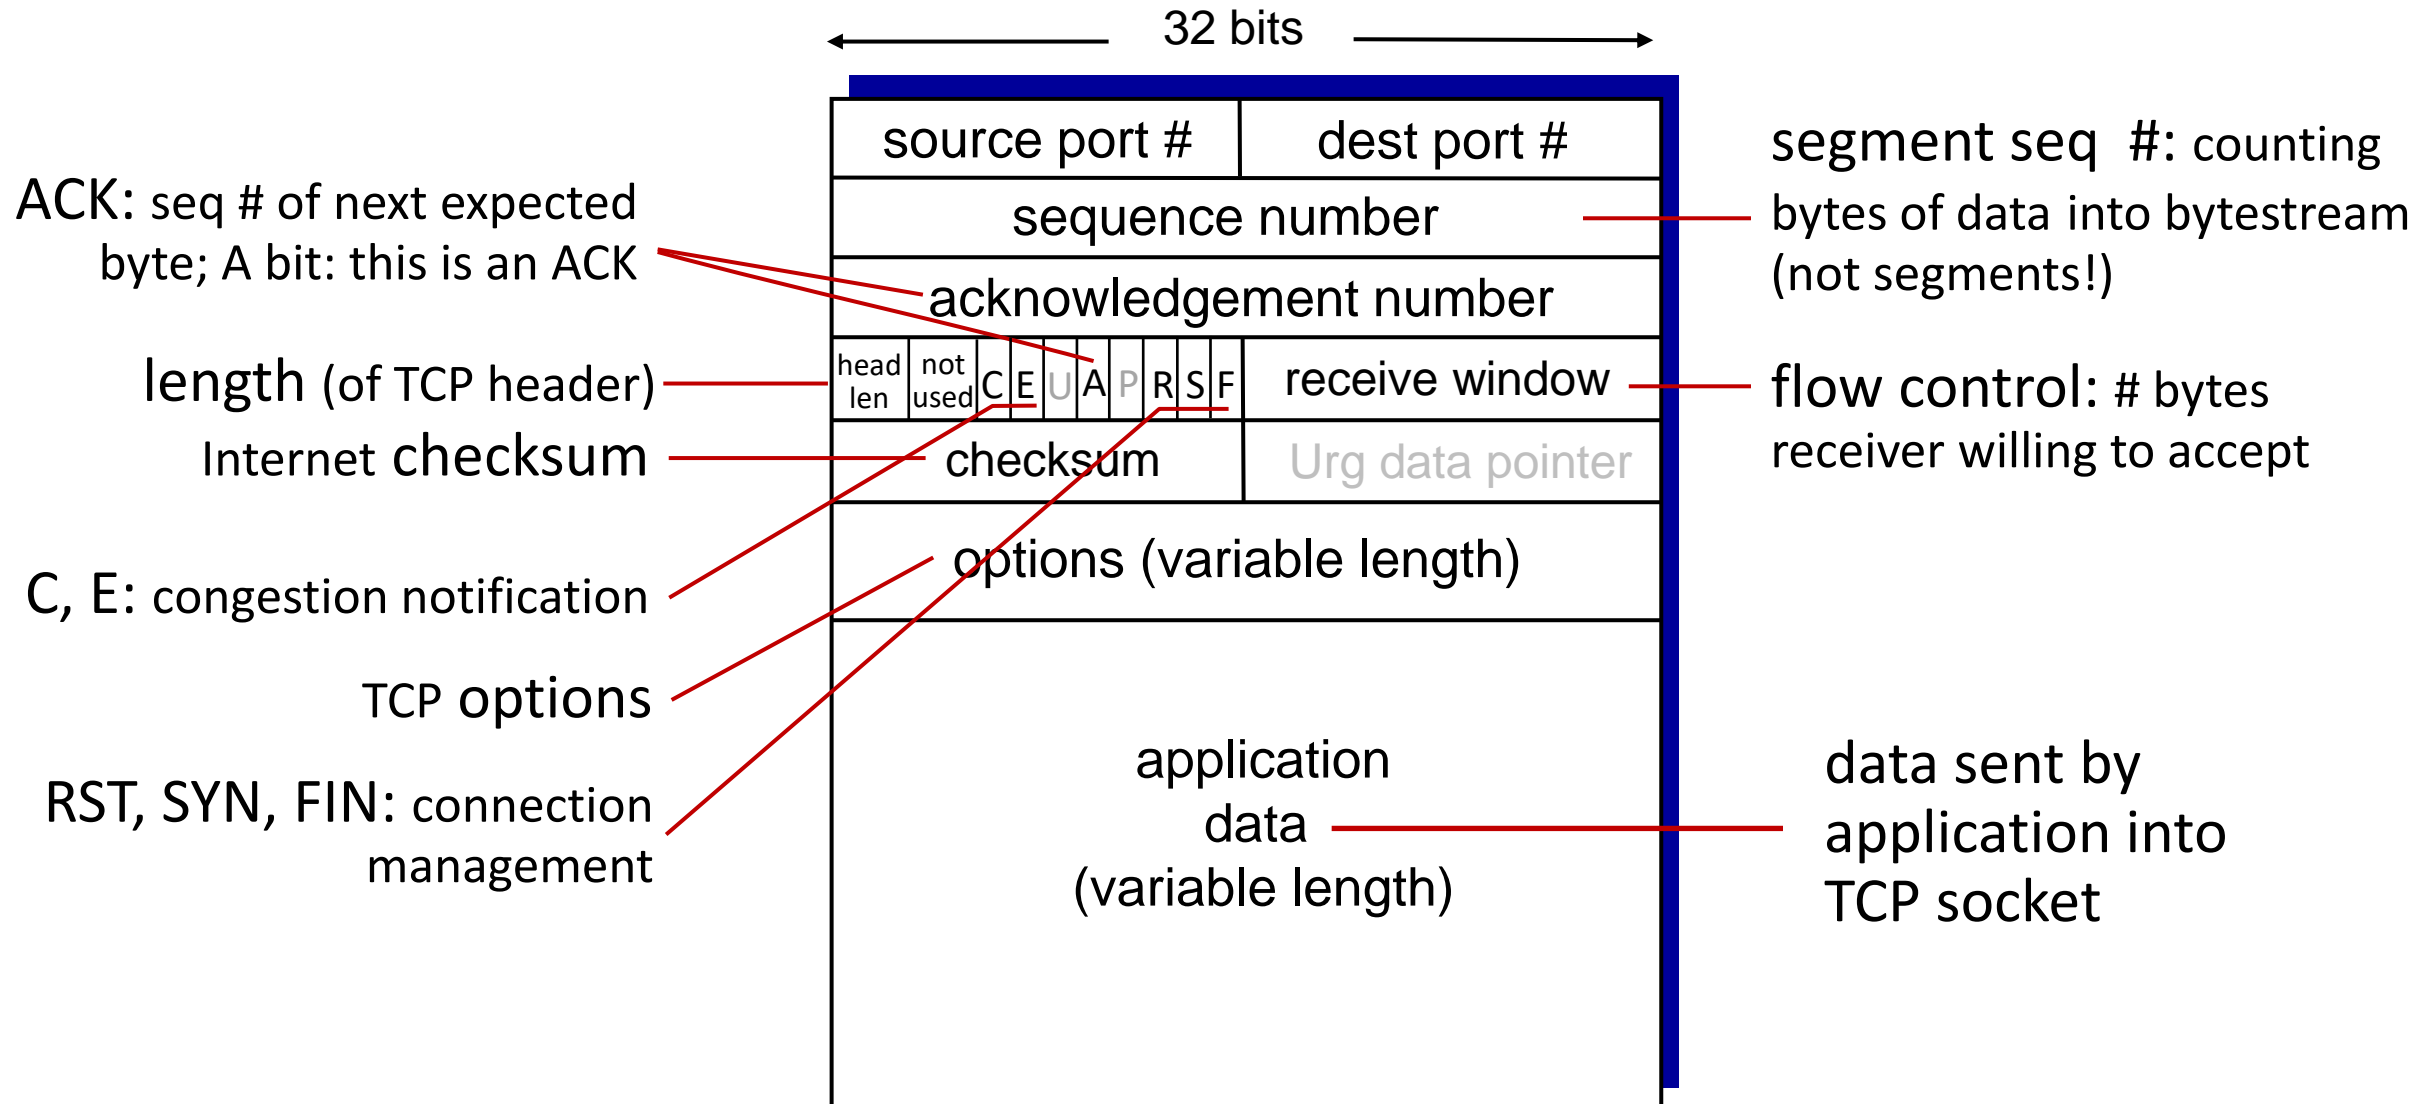 32 bits
source port #
dest port #
sequence number
acknowledgement number
head
len
not
used
C
E
U
A
P
R
S
F
receive window
checksum
Urg data pointer
options (variable length)
application
data
(variable length)
ACK: seq # of next expected
byte; A bit: this is an ACK
length (of TCP header)
Internet checksum
C, E: congestion notification
TCP options
RST, SYN, FIN: connection
management
segment seq #: counting
bytes of data into bytestream
(not segments!)
flow control: # bytes
receiver willing to accept
data sent by
application into
TCP socket